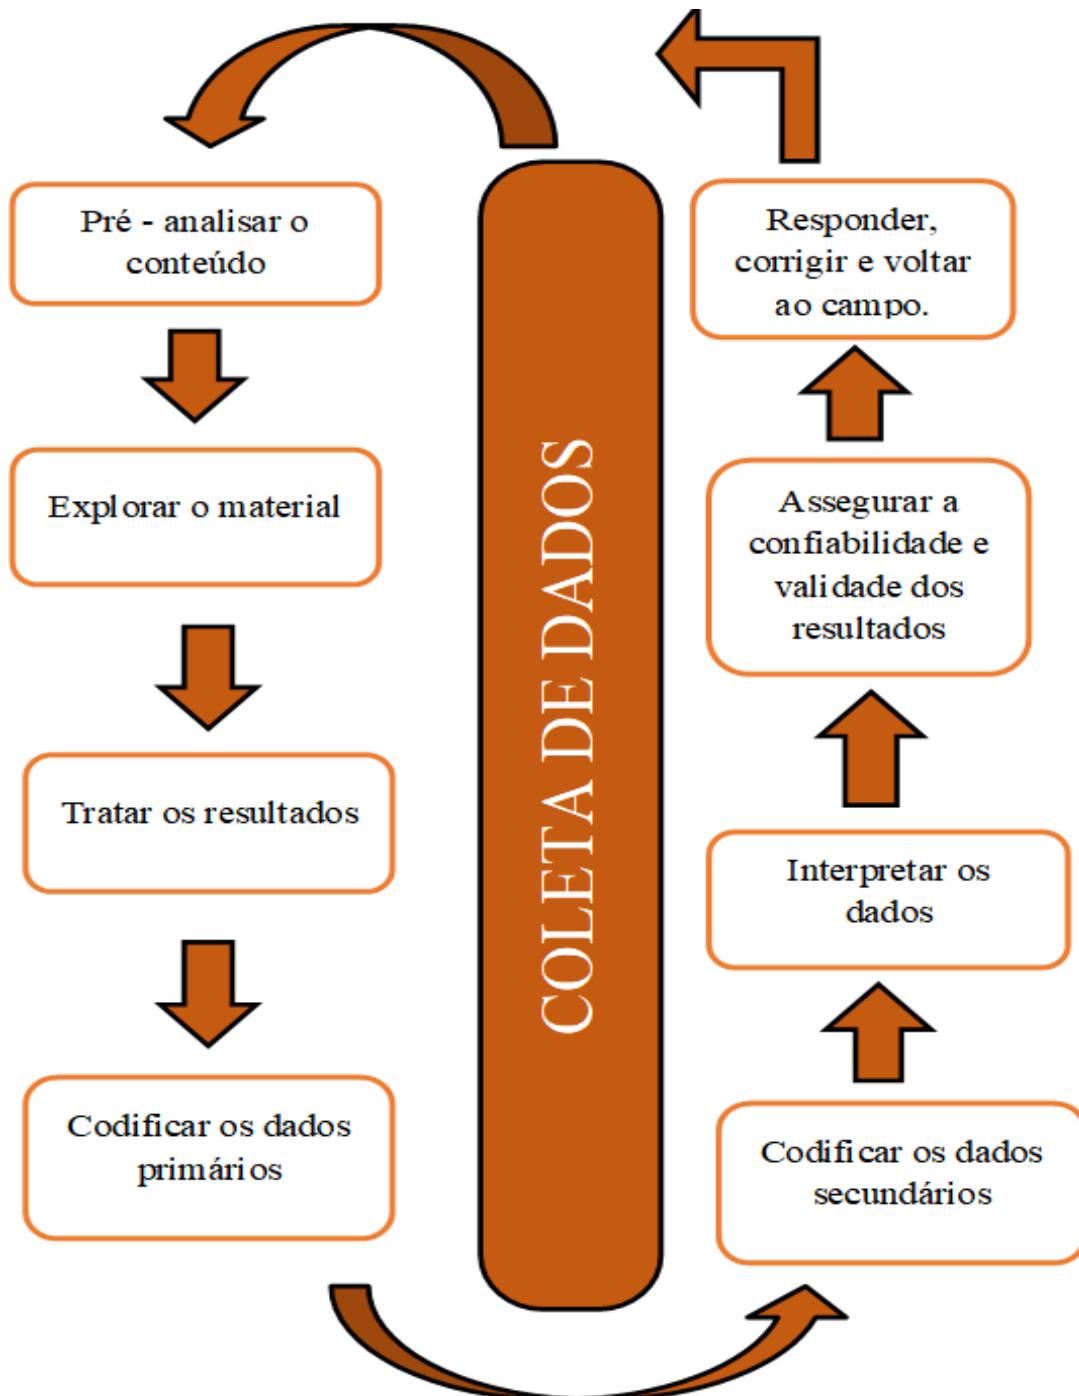 Pré - analisar o
conteúdo
Explorar o material
Tratar os resultados
Codificar os dados
primários
COLETA DE DADOS
Responder,
corrigir e voltar
ao campo.
Assegurar a
confiabilidade e
validade dos
resultados
Interpretar os
dados
Codificar os dados
secundários